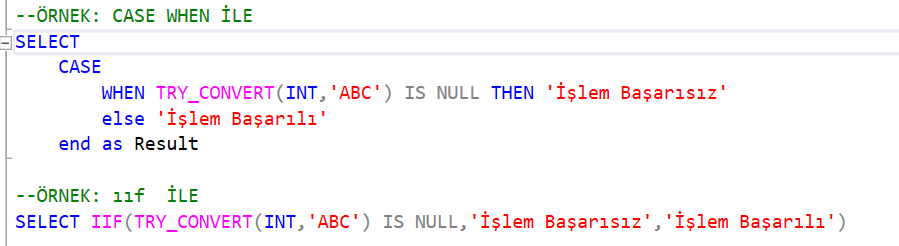 --ÖRNEK: CASE WHEN İLE
SELECT
CASE
WHEN TRY_CONVERT(INT,'ABC') IS NULL THEN 'İşlem Başarısız'
else 'İşlem Başarılı'
end as Result
--ÖRNEK: ııf  İLE
SELECT IIF(TRY_CONVERT(INT,'ABC') IS NULL,'İşlem Başarısız','İşlem Başarılı')